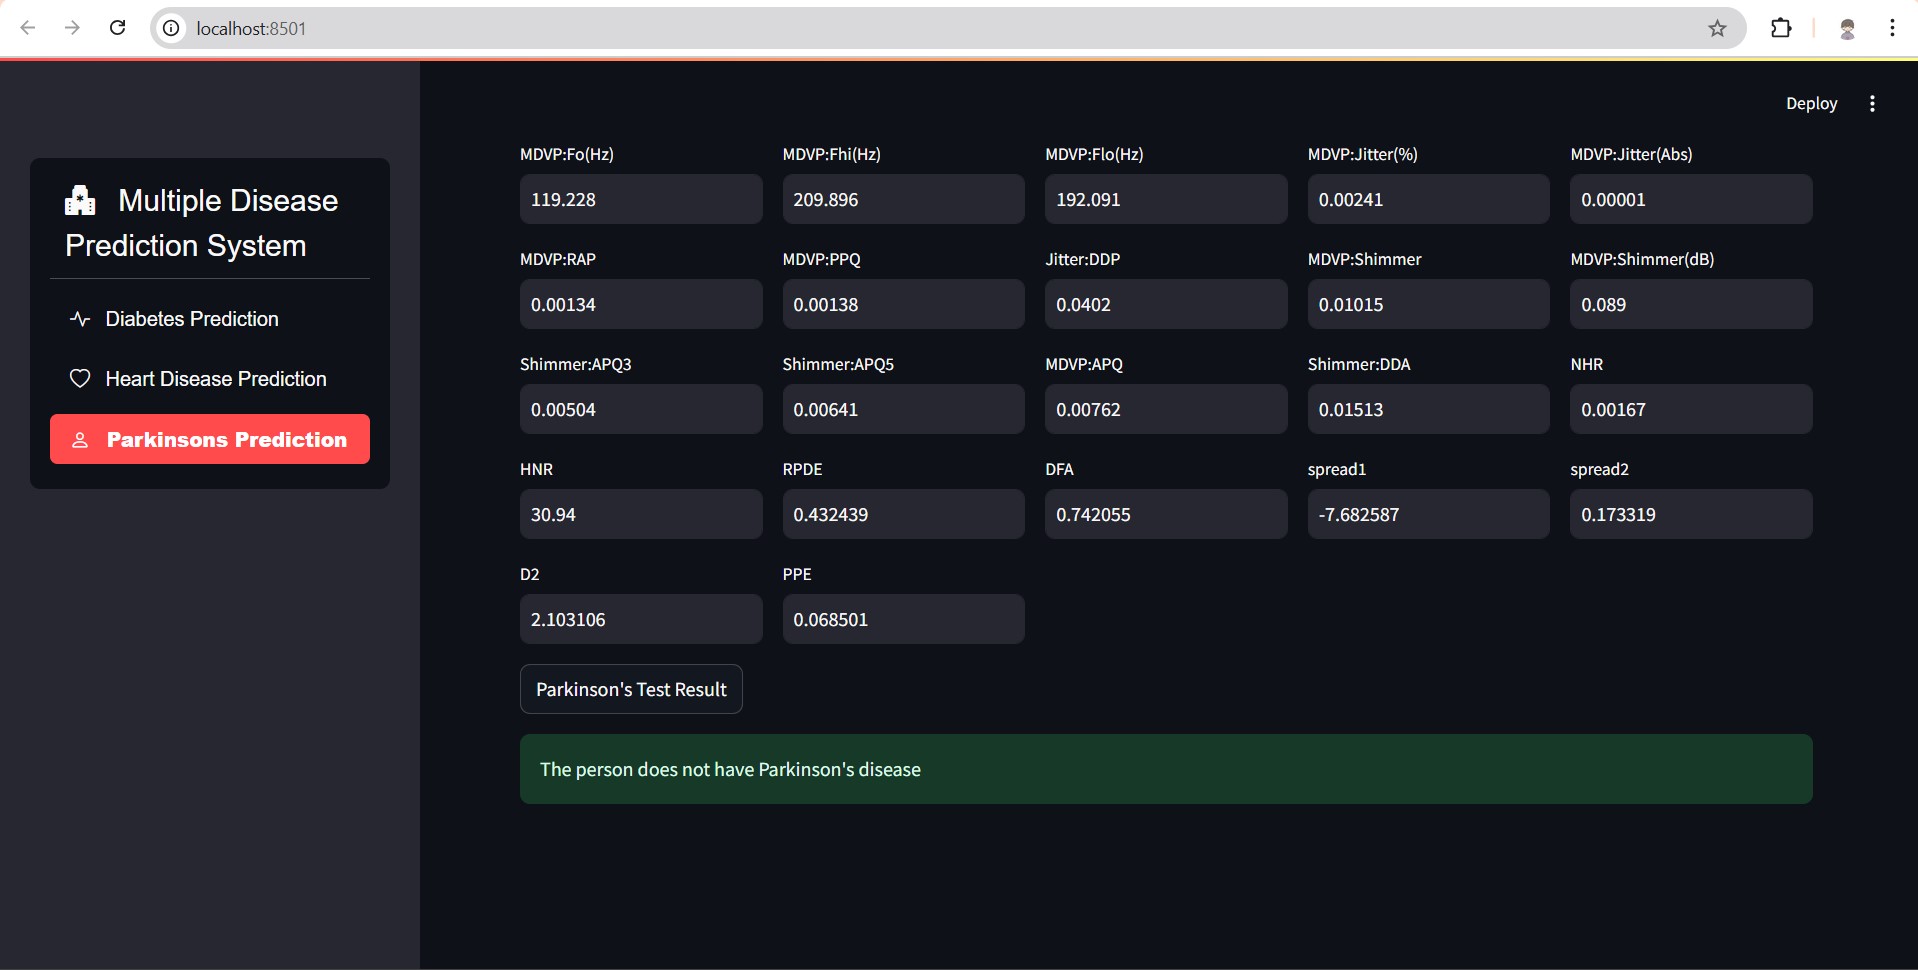 localhost:8501
Deploy
Multiple Disease
Prediction System
Diabetes Prediction
Heart Disease Prediction
Parkinsons Prediction
MDVP:Fo(Hz) MDVP:Fhi(Hz) MDVP:Flo(Hz) MDVP:Jitter(%) MDVP:Jitter(Abs)
119.228 209.896 192.091 0.00241 0.00001
MDVP:RAP MDVP:PPQ Jitter:DDP MDVP:Shimmer MDVP:Shimmer(dB)
0.00134 0.00138 0.0402 0.01015 0.089
Shimmer:APQ3 Shimmer:APQ5 MDVP:APQ Shimmer:DDA NHR
0.00504 0.00641 0.00762 0.01513 0.00167
HNR RPDE DFA spread1 spread2
30.94 0.432439 0.742055 -7.682587 0.173319
D2 PPE
2.103106 0.068501
Parkinson's Test Result
The person does not have Parkinson's disease